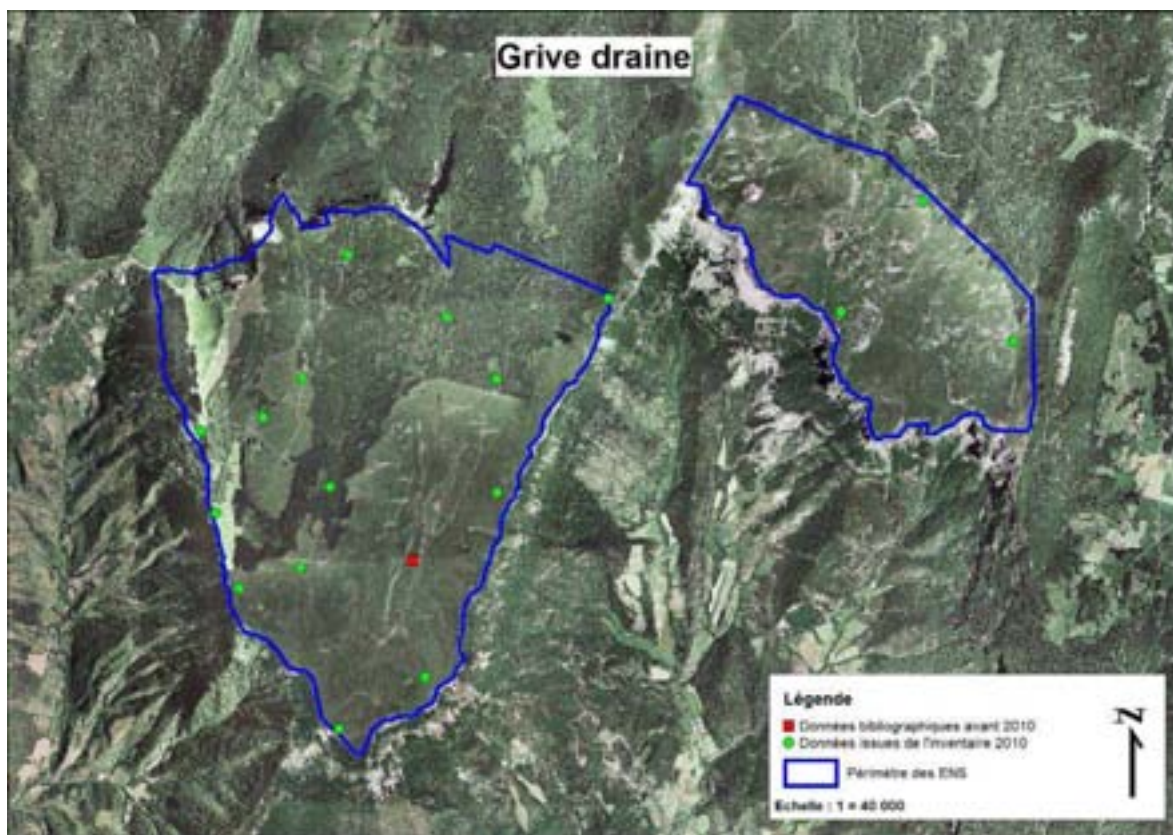 Grive draine
Légende
Données bibliographiques avant 2010
Données issues de l'inventaire 2010
Périmètre des ENS
N
Echelle : 1 = 40 000